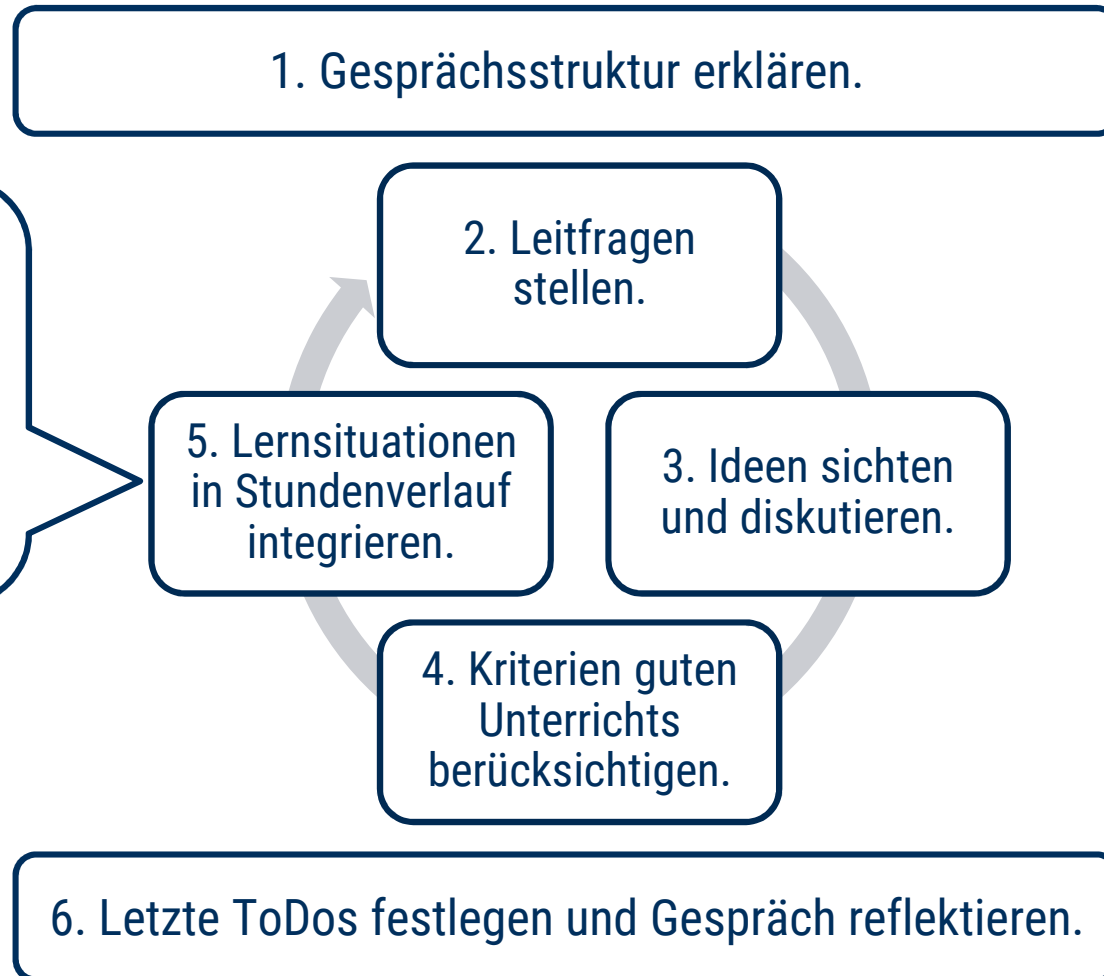 1. Gesprächsstruktur erklären.
2. Leitfragen
stellen.
3. Ideen sichten
und diskutieren.
4. Kriterien guten
Unterrichts
berücksichtigen.
5. Lernsituationen
in Stundenverlauf
integrieren.
6. Letzte ToDos festlegen und Gespräch reflektieren.